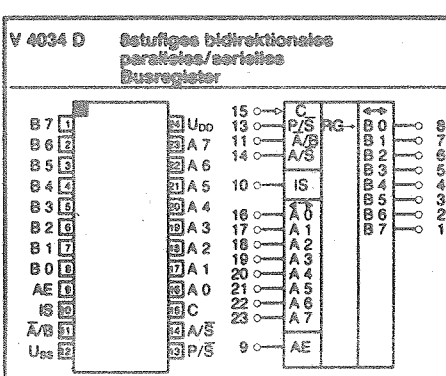 V 4034 D 8stufiges bidirektionales
paralleles/serielles
Busregister
B 7 1 24 U_DD
B 6 2 23 A 7
B 5 3 22 A 6
B 4 4 21 A 5
B 3 5 20 A 4
B 2 6 19 A 3
B 1 7 18 A 2
B 0 8 17 A 1
AE 9 16 A 0
IS 10 15 C
A̅/B 11 14 A/S̅
U_SS 12 13 P/S̅
15 C ↔
13 P/S̅ RG→ B 0 8
11 A̅/B B 1 7
14 A/S̅ B 2 6
B 3 5
10 IS B 4 4
↔ B 5 3
16 A 0 B 6 2
17 A 1 B 7 1
18 A 2
19 A 3
20 A 4
21 A 5
22 A 6
23 A 7
9 AE